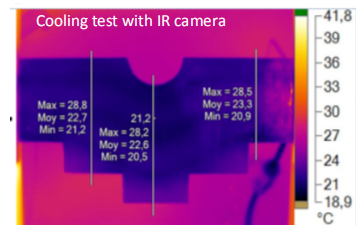 Cooling test with IR camera
41,8
39
36
33
30
27
24
21
18,9
°C
Max = 28,8
Moy = 22,7
Min = 21,2
21,2
Max = 28,2
Moy = 22,6
Min = 20,5
Max = 28,5
Moy = 23,3
Min = 20,9